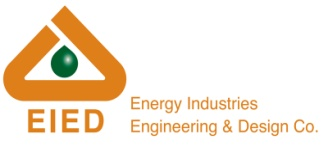 EIED
Energy Industries
Engineering & Design Co.